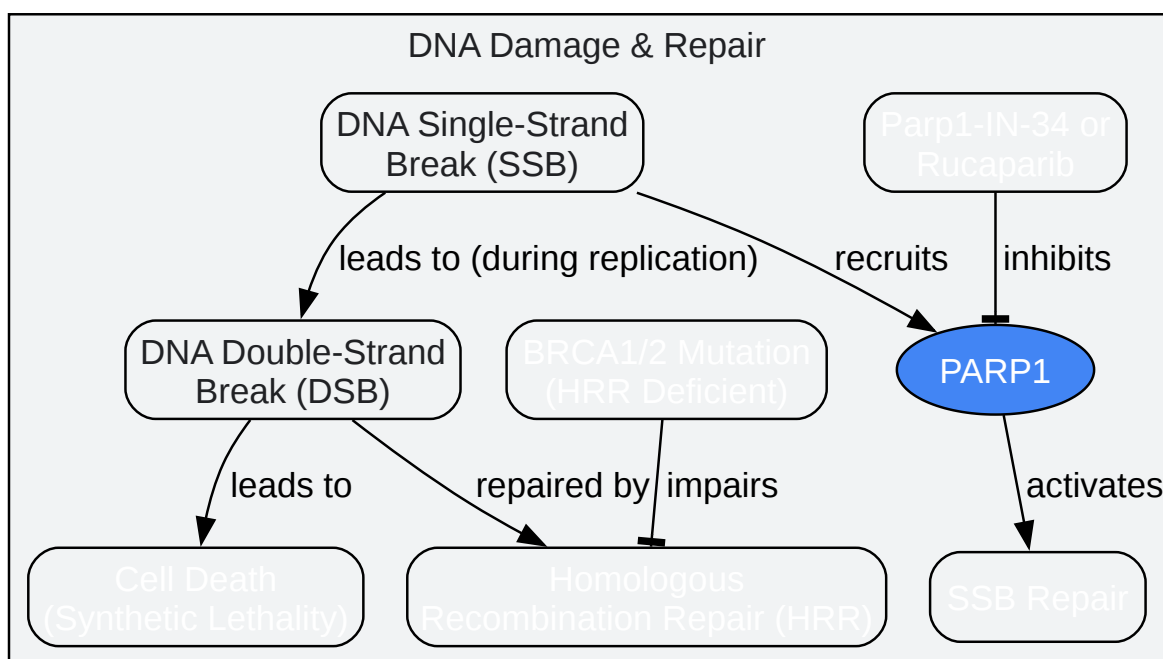 DNA Damage & Repair
DNA Single-Strand
Break (SSB)
Parp1-IN-34 or
Rucaparib
leads to (during replication)
recruits
inhibits
DNA Double-Strand
Break (DSB)
BRCA1/2 Mutation
(HRR Deficient)
PARP1
leads to
repaired by
impairs
activates
Cell Death
(Synthetic Lethality)
Homologous
Recombination Repair (HRR)
SSB Repair